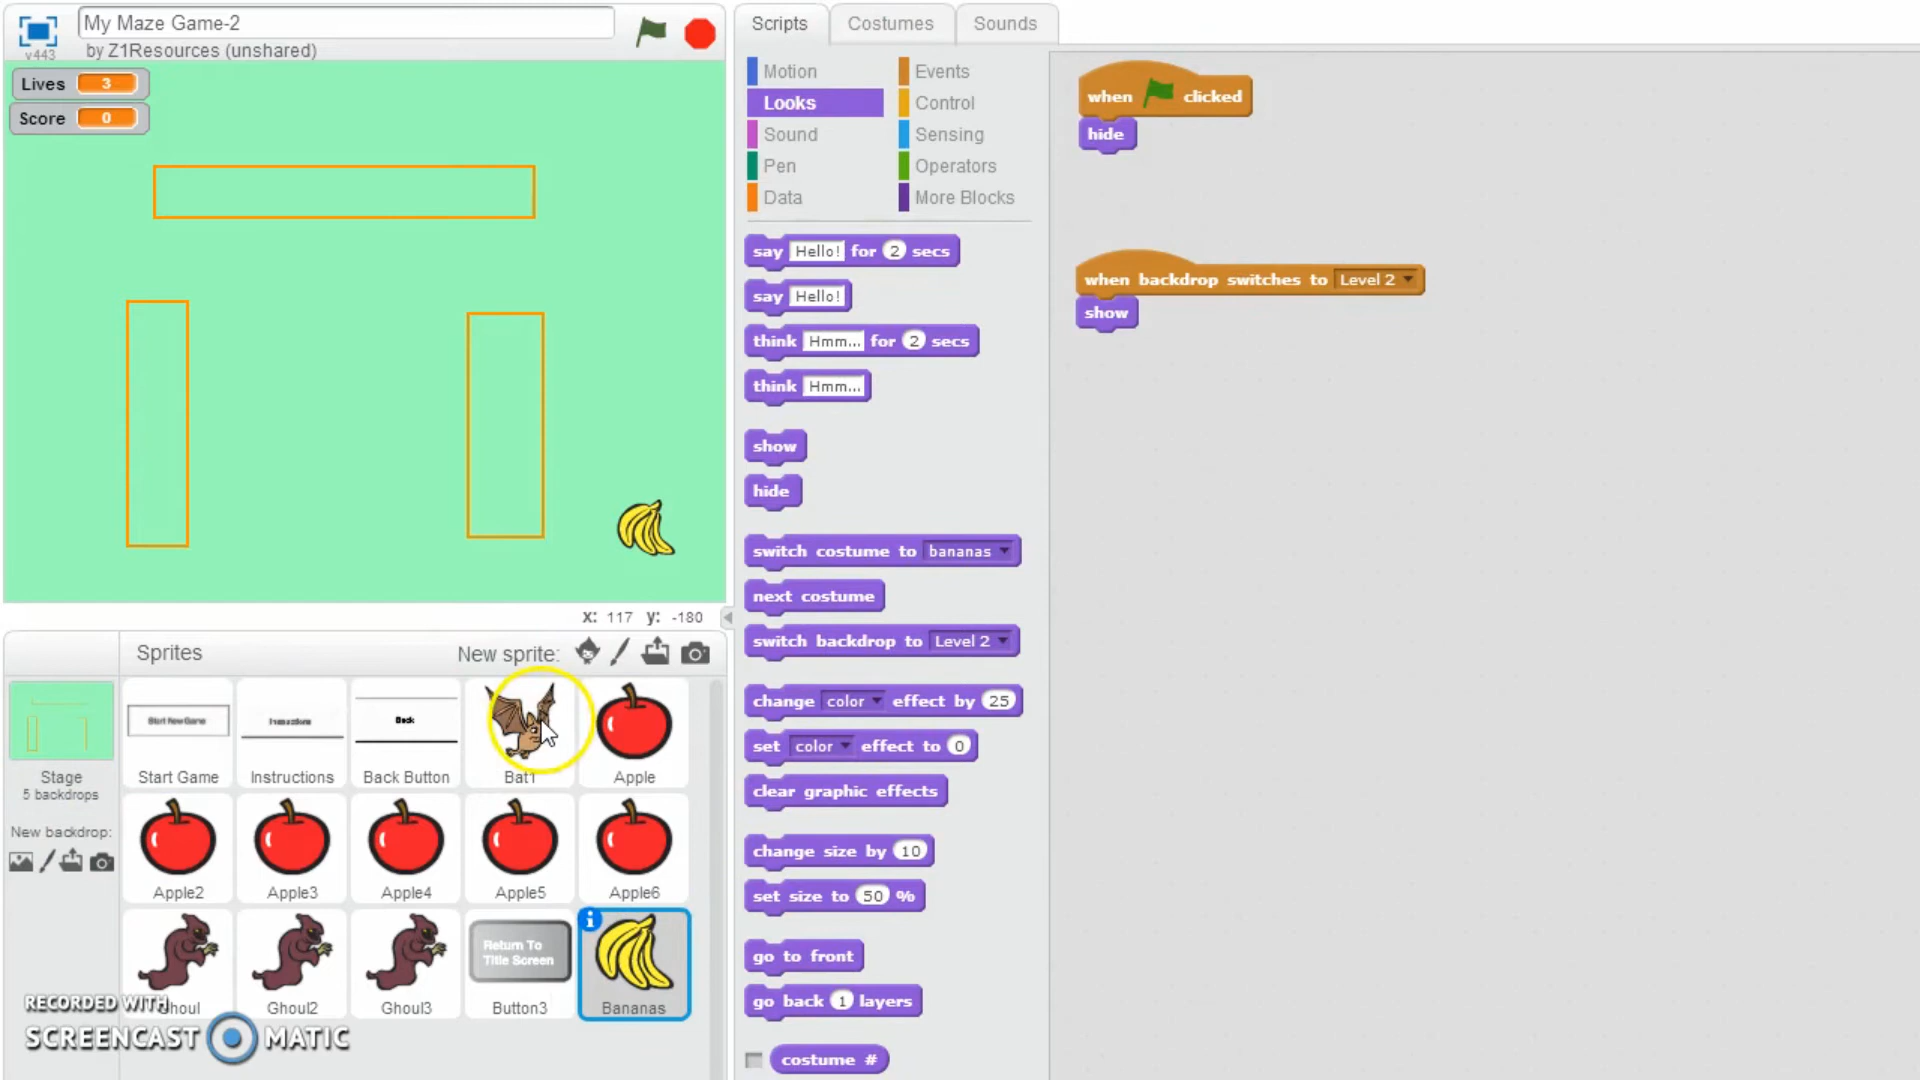 My Maze Game-2
v443
by Z1Resources (unshared)
Lives 3
Score 0
x: 117 y: -180
Sprites
New sprite:
Start New Game
Instructions
Back
Stage
5 backdrops
Start Game
Instructions
Back Button
Bat1
Apple
New backdrop:
Apple2
Apple3
Apple4
Apple5
Apple6
Return To
Title Screen
Ghoul
Ghoul2
Ghoul3
Button3
Bananas
RECORDED WITH
SCREENCAST MATIC
Scripts
Costumes
Sounds
Motion
Events
Looks
Control
Sound
Sensing
Pen
Operators
Data
More Blocks
say Hello! for 2 secs
say Hello!
think Hmm... for 2 secs
think Hmm...
show
hide
switch costume to bananas
next costume
switch backdrop to Level 2
change color effect by 25
set color effect to 0
clear graphic effects
change size by 10
set size to 50 %
go to front
go back 1 layers
costume #
when clicked
hide
when backdrop switches to Level 2
show